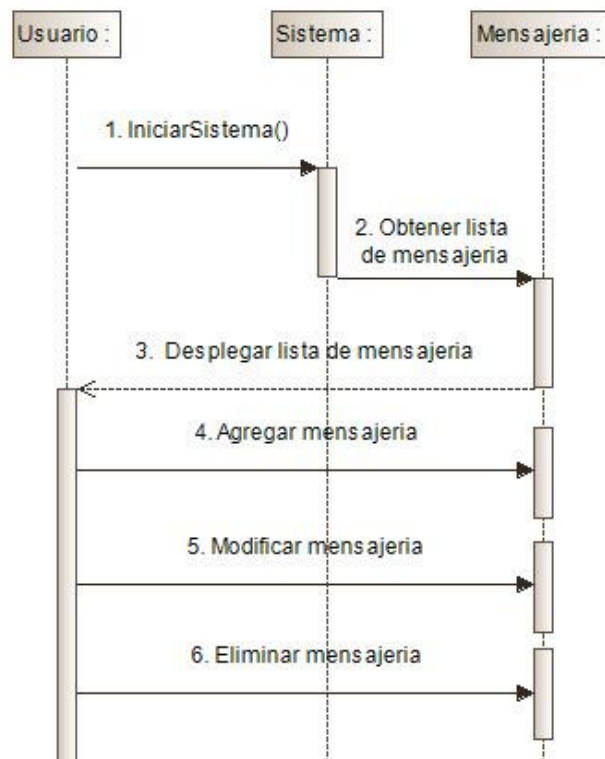 Usuario :
Sistema :
Mensajeria :
1. IniciarSistema()
2. Obtener lista
de mensajeria
3. Desplegar lista de mensajeria
4. Agregar mensajeria
5. Modificar mensajeria
6. Eliminar mensajeria